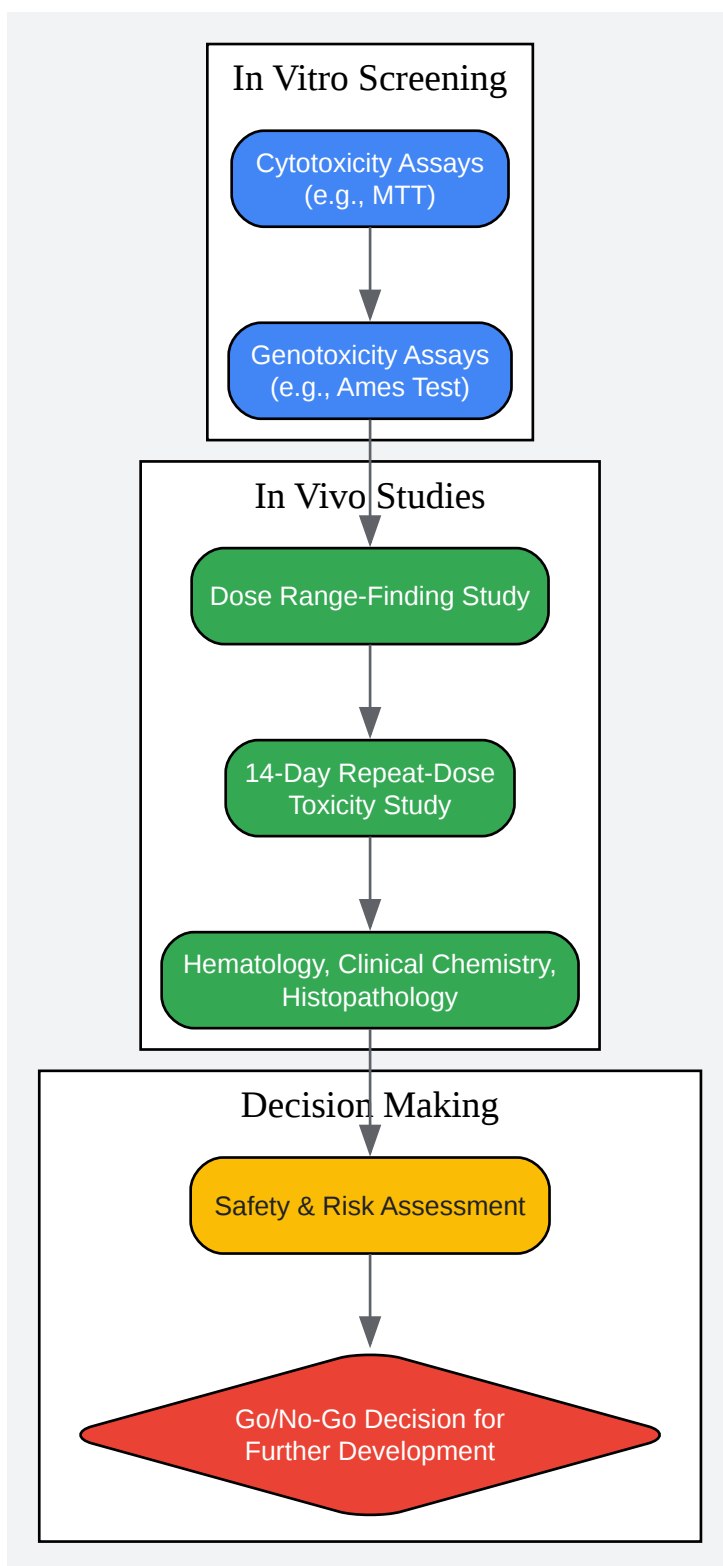 In Vitro Screening
Cytotoxicity Assays
(e.g., MTT)
Genotoxicity Assays
(e.g., Ames Test)
In Vivo Studies
Dose Range-Finding Study
14-Day Repeat-Dose
Toxicity Study
Hematology, Clinical Chemistry,
Histopathology
Decision Making
Safety & Risk Assessment
Go/No-Go Decision for
Further Development